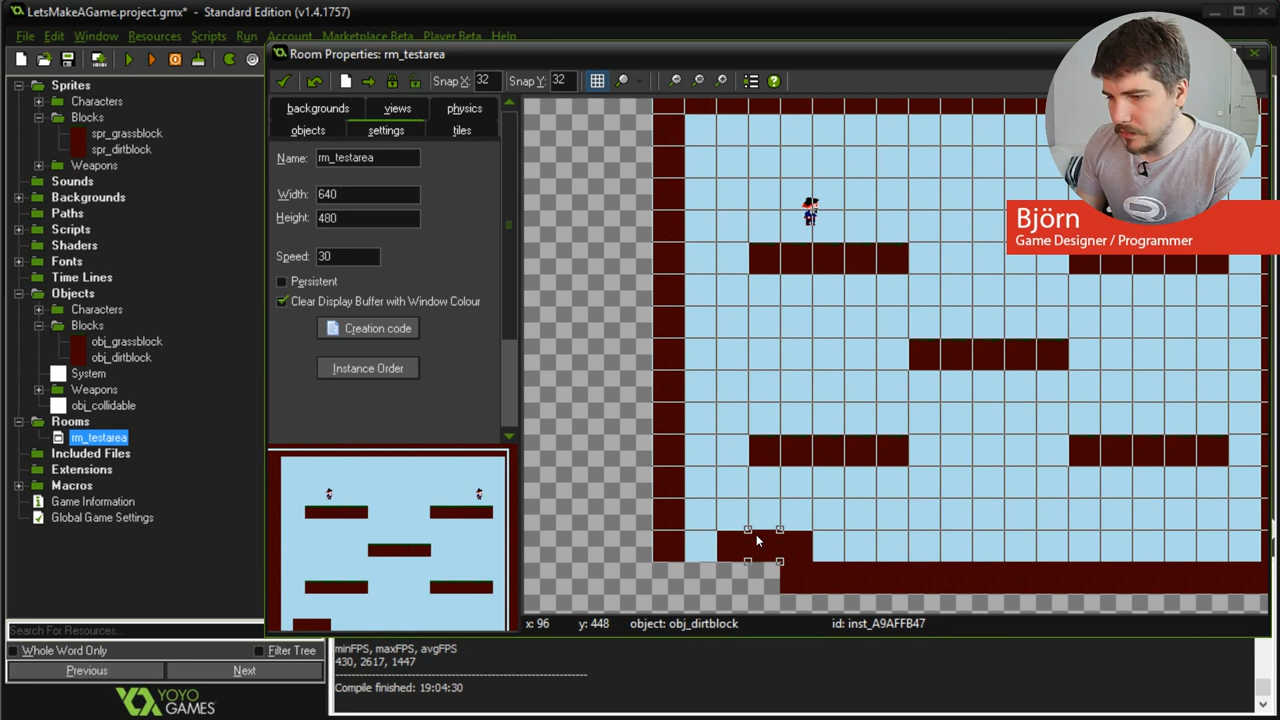 LetsMakeAGame.project.gmx* - Standard Edition (v1.4.1757)
File Edit Window Resources Scripts Run Account Marketplace Beta Player Beta Help
Room Properties: rm_testarea
Snap X: 32 Snap Y: 32
backgrounds views physics
objects settings tiles
Name: rm_testarea
Width: 640
Height: 480
Speed: 30
Persistent
Clear Display Buffer with Window Colour
Creation code
Instance Order
Sprites
Characters
Blocks
spr_grassblock
spr_dirtblock
Weapons
Sounds
Backgrounds
Paths
Scripts
Shaders
Fonts
Time Lines
Objects
Characters
Blocks
obj_grassblock
obj_dirtblock
System
Weapons
obj_collidable
Rooms
rm_testarea
Included Files
Extensions
Macros
Game Information
Global Game Settings
Search For Resources...
Whole Word Only Filter Tree
Previous Next
YOYO
GAMES™
Björn
Game Designer / Programmer
x: 96 y: 448 object: obj_dirtblock id: inst_A9AFFB47
minFPS, maxFPS, avgFPS
430, 2617, 1447
Compile finished: 19:04:30